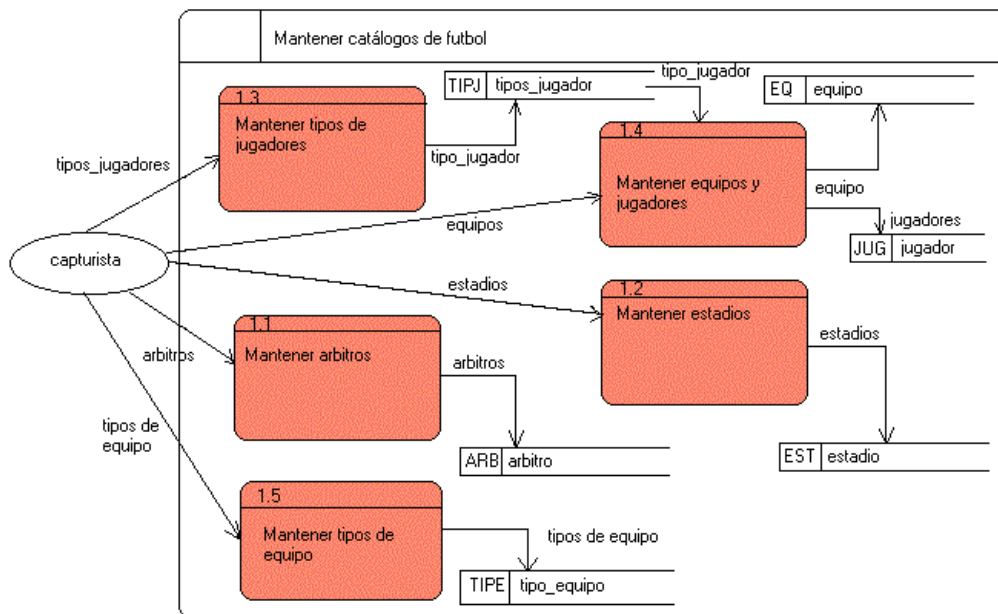 Mantener catálogos de futbol
1.3
Mantener tipos de
jugadores
TIPJ tipos_jugador
tipo_jugador
EQ equipo
1.4
Mantener equipos y
jugadores
tipo_jugador
tipos_jugadores
equipo
jugadores
JUG jugador
equipos
capturista
estadios
1.2
Mantener estadios
1.1
Mantener arbitros
arbitros
arbitros
estadios
tipos de
equipo
ARB arbitro
EST estadio
1.5
Mantener tipos de
equipo
tipos de equipo
TIPE tipo_equipo